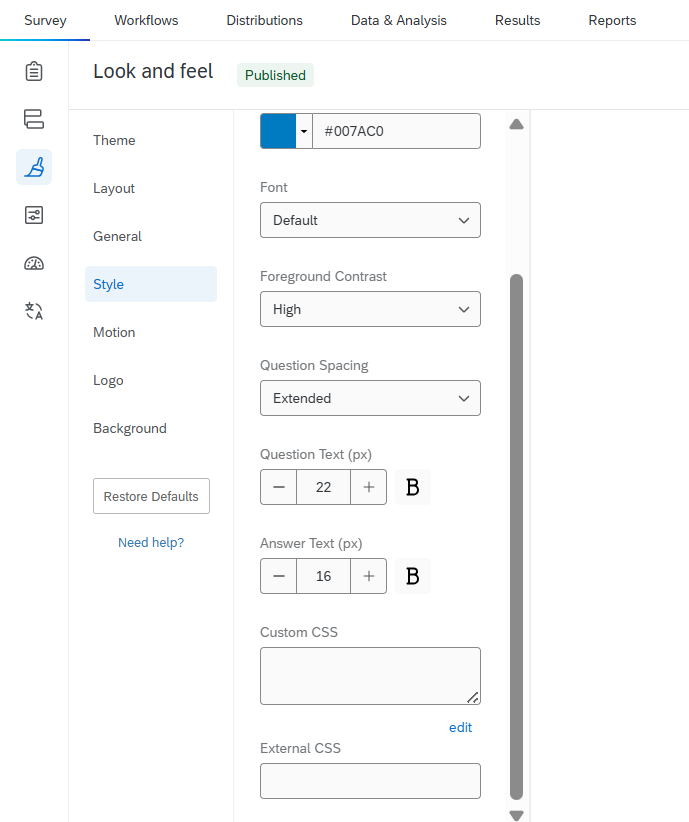 Survey Workflows Distributions Data & Analysis Results Reports
Look and feel Published
Theme
Layout
General
Style
Motion
Logo
Background
Restore Defaults
Need help?
#007AC0
Font
Default
Foreground Contrast
High
Question Spacing
Extended
Question Text (px)
22 B
Answer Text (px)
16 B
Custom CSS
edit
External CSS